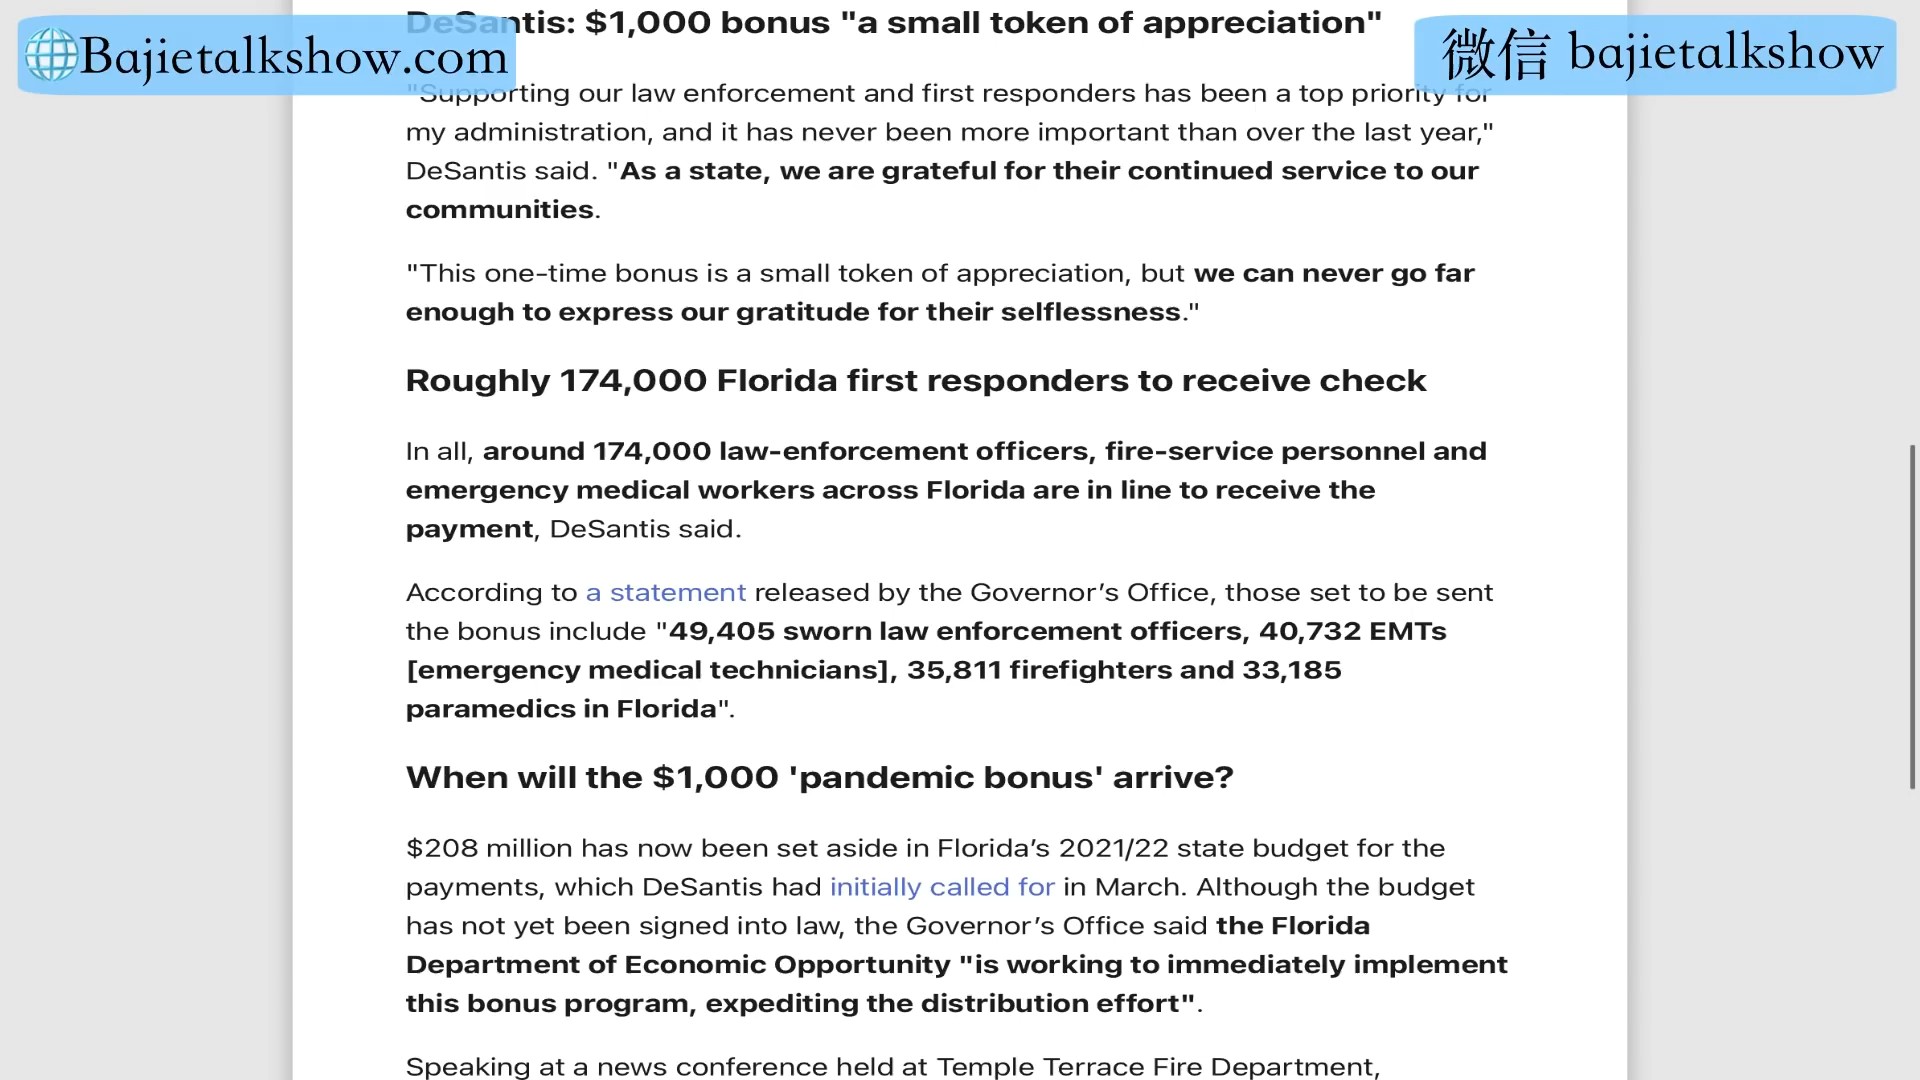 DeSantis: $1,000 bonus "a small token of appreciation"
Bajietalkshow.com
微信 bajietalkshow
"Supporting our law enforcement and first responders has been a top priority for
my administration, and it has never been more important than over the last year,"
DeSantis said. "As a state, we are grateful for their continued service to our
communities.
"This one-time bonus is a small token of appreciation, but we can never go far
enough to express our gratitude for their selflessness."
Roughly 174,000 Florida first responders to receive check
In all, around 174,000 law-enforcement officers, fire-service personnel and
emergency medical workers across Florida are in line to receive the
payment, DeSantis said.
According to a statement released by the Governor’s Office, those set to be sent
the bonus include "49,405 sworn law enforcement officers, 40,732 EMTs
[emergency medical technicians], 35,811 firefighters and 33,185
paramedics in Florida".
When will the $1,000 'pandemic bonus' arrive?
$208 million has now been set aside in Florida’s 2021/22 state budget for the
payments, which DeSantis had initially called for in March. Although the budget
has not yet been signed into law, the Governor’s Office said the Florida
Department of Economic Opportunity "is working to immediately implement
this bonus program, expediting the distribution effort".
Speaking at a news conference held at Temple Terrace Fire Department,